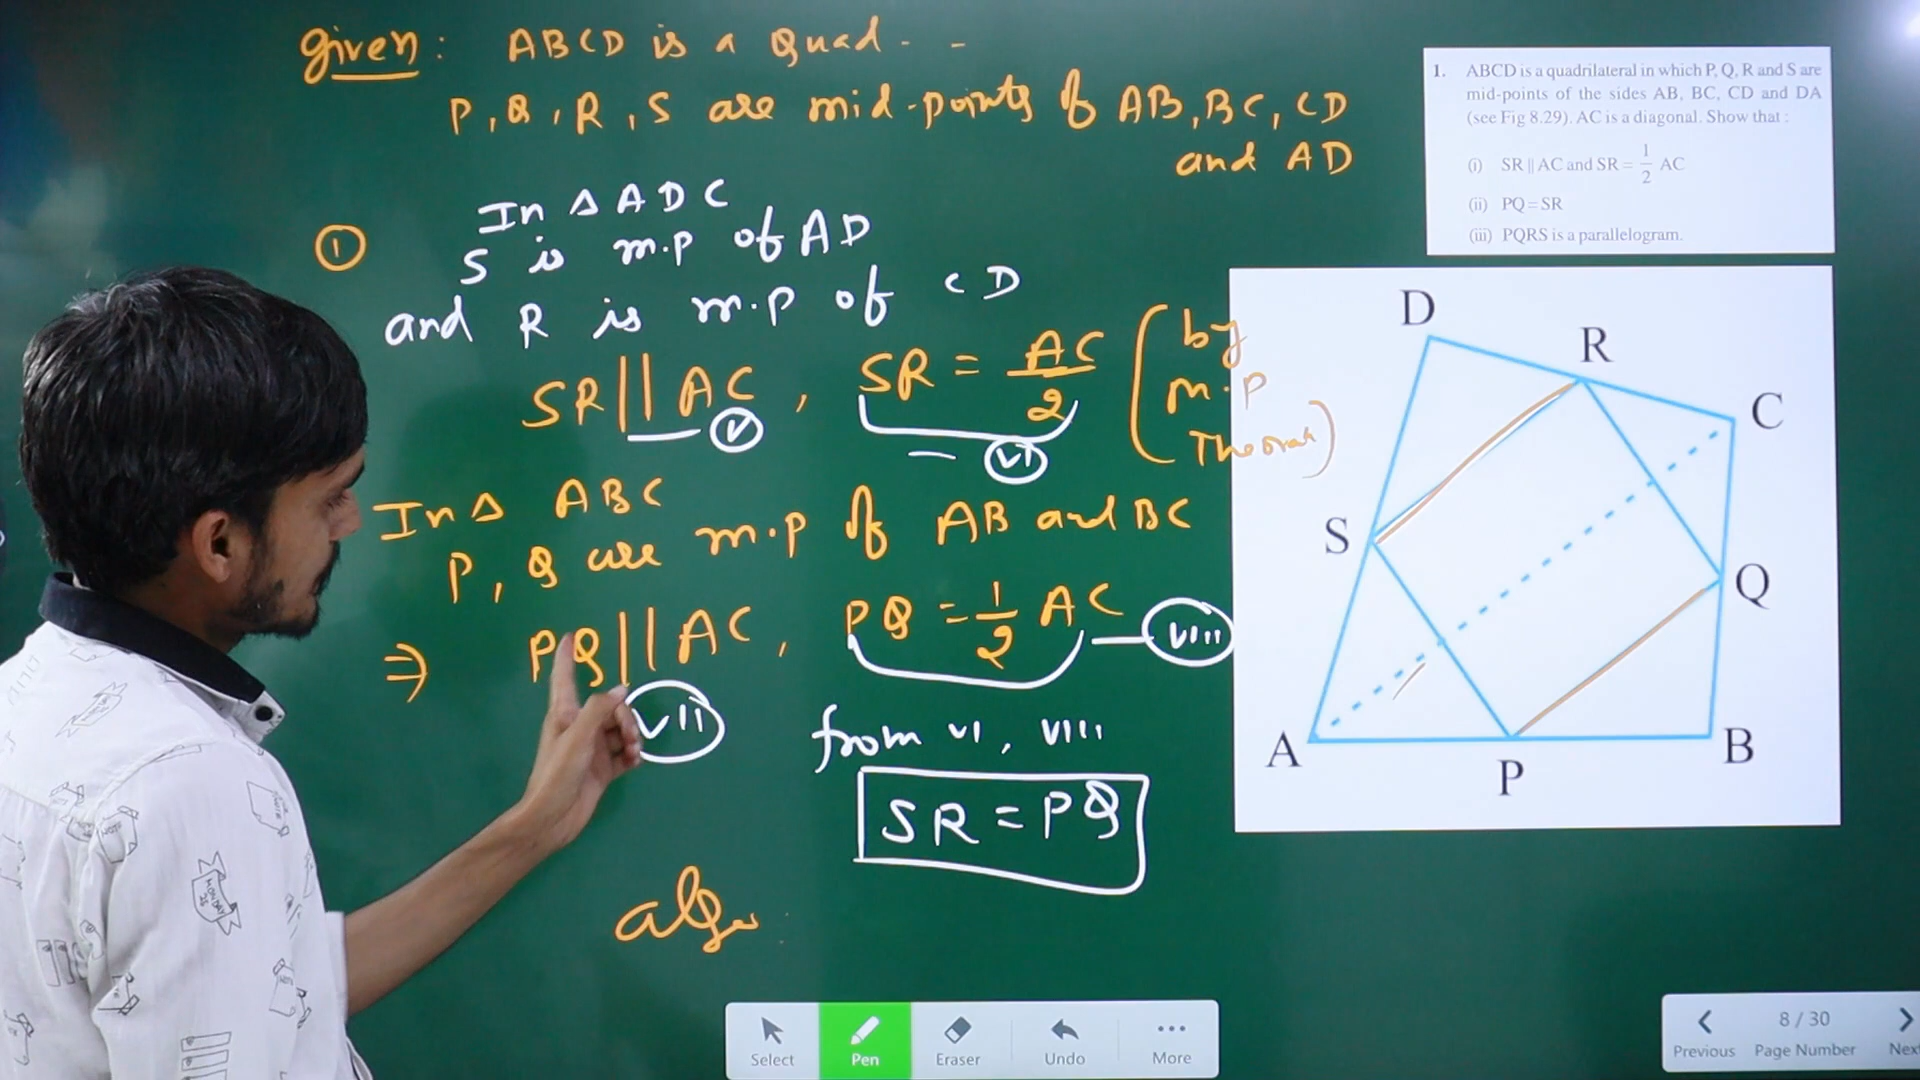 given: ABCD is a Quad - -
P, Q, R, S are mid-points of AB, BC, CD
and AD
① In Δ ADC
S is m.p of AD
and R is m.p of CD
SR || AC, SR = AC/2 (by
m.P
V
VI
In Δ ABC
P, Q are m.p of AB and BC
⇒ PQ || AC, PQ = 1/2 AC — VIII
VII
from VI, VIII
SR = PQ
1. ABCD is a quadrilateral in which P, Q, R and S are
mid-points of the sides AB, BC, CD and DA
(see Fig 8.29). AC is a diagonal. Show that :
(i) SR || AC and SR = 1/2 AC
(ii) PQ = SR
(iii) PQRS is a parallelogram.
D
R
C
S
Q
A
P
B
MONDAY
Select Pen Eraser Undo More
8 / 30
Previous Page Number Next